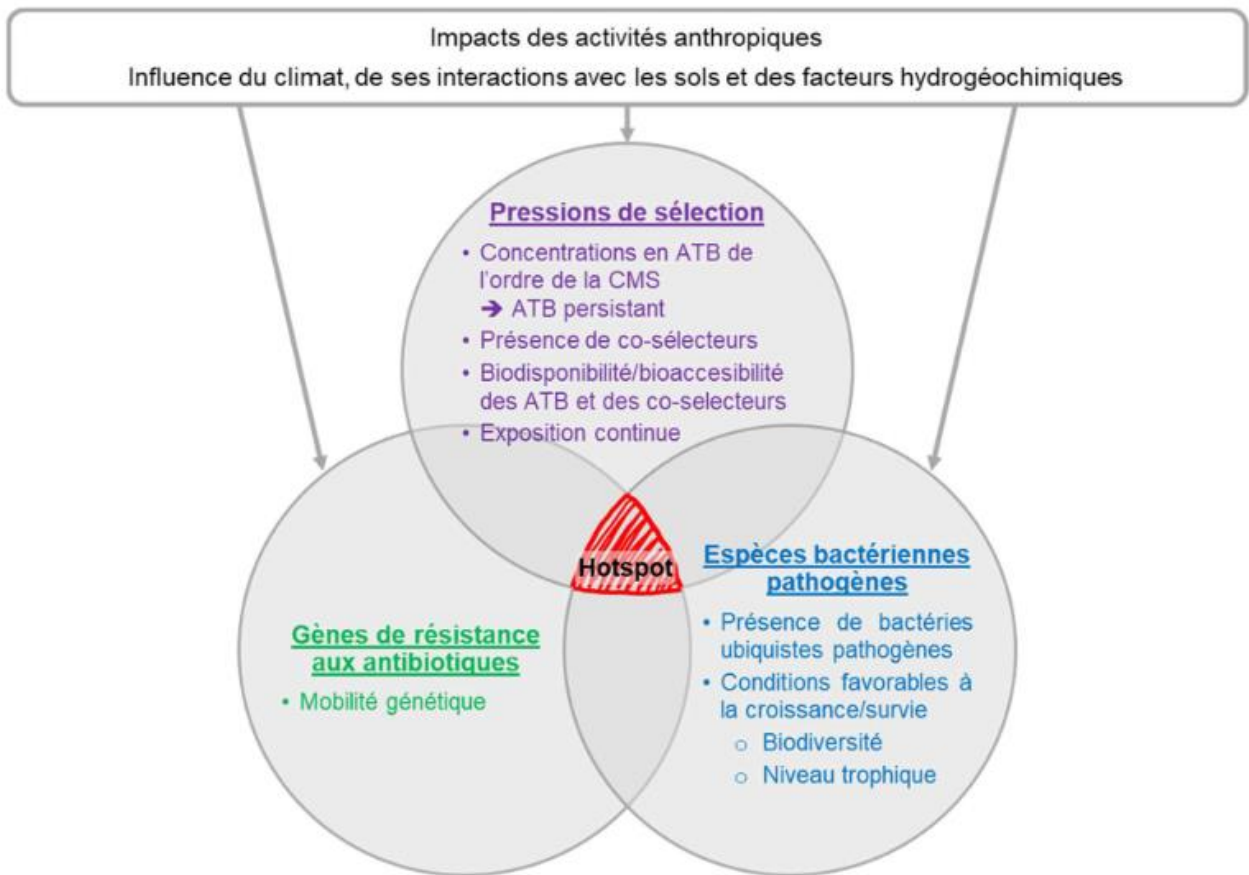 Impacts des activités anthropiques
Influence du climat, de ses interactions avec les sols et des facteurs hydrogéochimiques
Pressions de sélection
• Concentrations en ATB de
l'ordre de la CMS
➔ ATB persistant
• Présence de co-sélecteurs
• Biodisponibilité/bioaccesibilité
des ATB et des co-selecteurs
• Exposition continue
Hotspot
Gènes de résistance
aux antibiotiques
• Mobilité génétique
Espèces bactériennes
pathogènes
• Présence de bactéries
ubiquistes pathogènes
• Conditions favorables à
la croissance/survie
o Biodiversité
o Niveau trophique